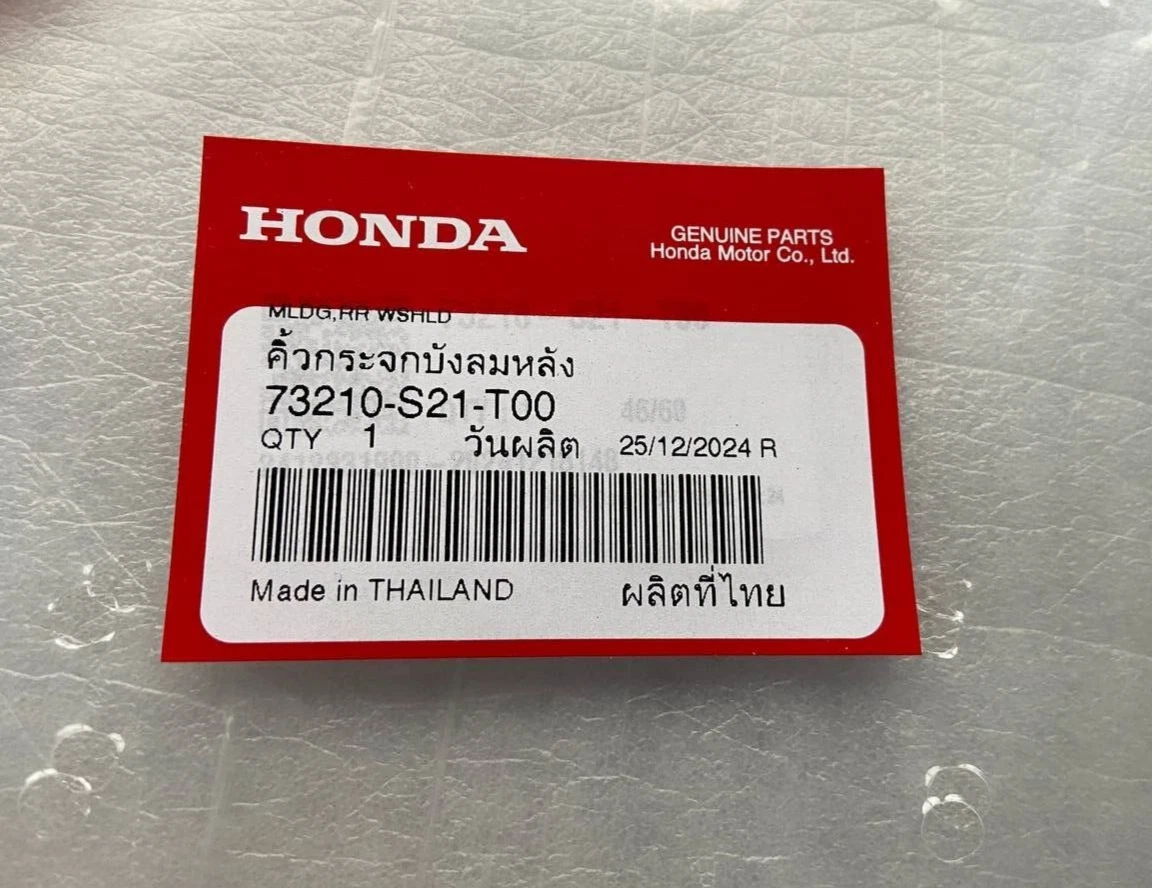 HONDA
GENUINE PARTS
Honda Motor Co., Ltd.
MLDG,RR WSHLD
คิ้วกระจกบังลมหลัง
73210-S21-T00
QTY 1 วันผลิต 25/12/2024 R
Made in THAILAND ผลิตที่ไทย
46/60